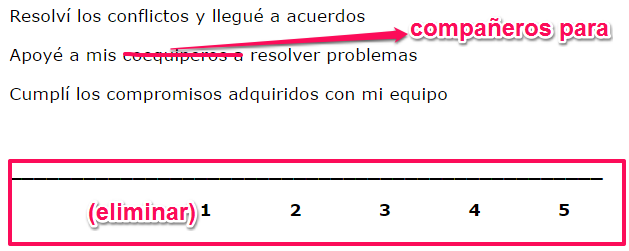 Resolví los conflictos y llegué a acuerdos
compañeros para
Apoyé a mis coequiperos a resolver problemas
Cumplí los compromisos adquiridos con mi equipo
(eliminar) 1 2 3 4 5